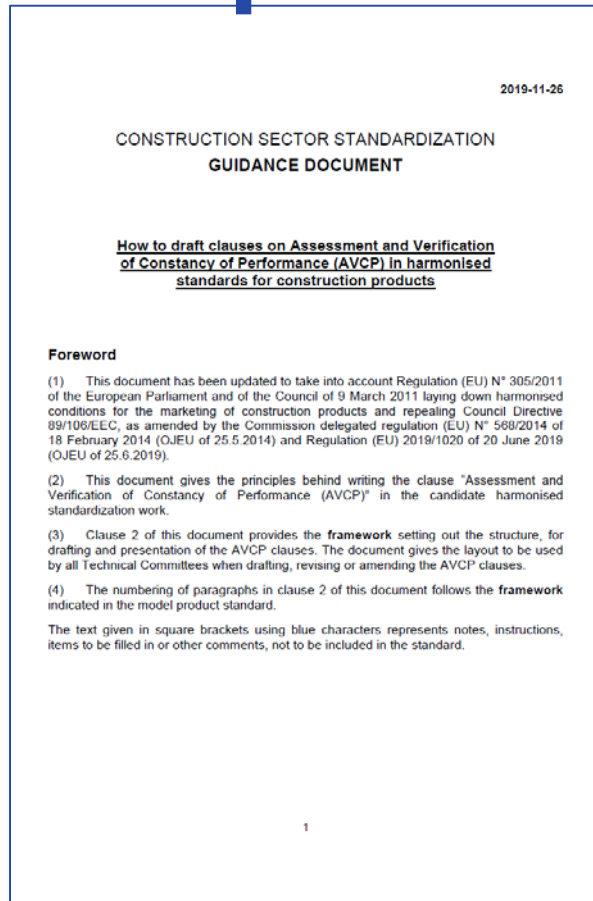 2019-11-26
CONSTRUCTION SECTOR STANDARDIZATION
GUIDANCE DOCUMENT
How to draft clauses on Assessment and Verification
of Constancy of Performance (AVCP) in harmonised
standards for construction products
Foreword
(1) This document has been updated to take into account Regulation (EU) N° 305/2011
of the European Parliament and of the Council of 9 March 2011 laying down harmonised
conditions for the marketing of construction products and repealing Council Directive
89/106/EEC, as amended by the Commission delegated regulation (EU) N° 568/2014 of
18 February 2014 (OJEU of 25.5.2014) and Regulation (EU) 2019/1020 of 20 June 2019
(OJEU of 25.6.2019).
(2) This document gives the principles behind writing the clause "Assessment and
Verification of Constancy of Performance (AVCP)" in the candidate harmonised
standardization work.
(3) Clause 2 of this document provides the framework setting out the structure, for
drafting and presentation of the AVCP clauses. The document gives the layout to be used
by all Technical Committees when drafting, revising or amending the AVCP clauses.
(4) The numbering of paragraphs in clause 2 of this document follows the framework
indicated in the model product standard.
The text given in square brackets using blue characters represents notes, instructions,
items to be filled in or other comments, not to be included in the standard.
1